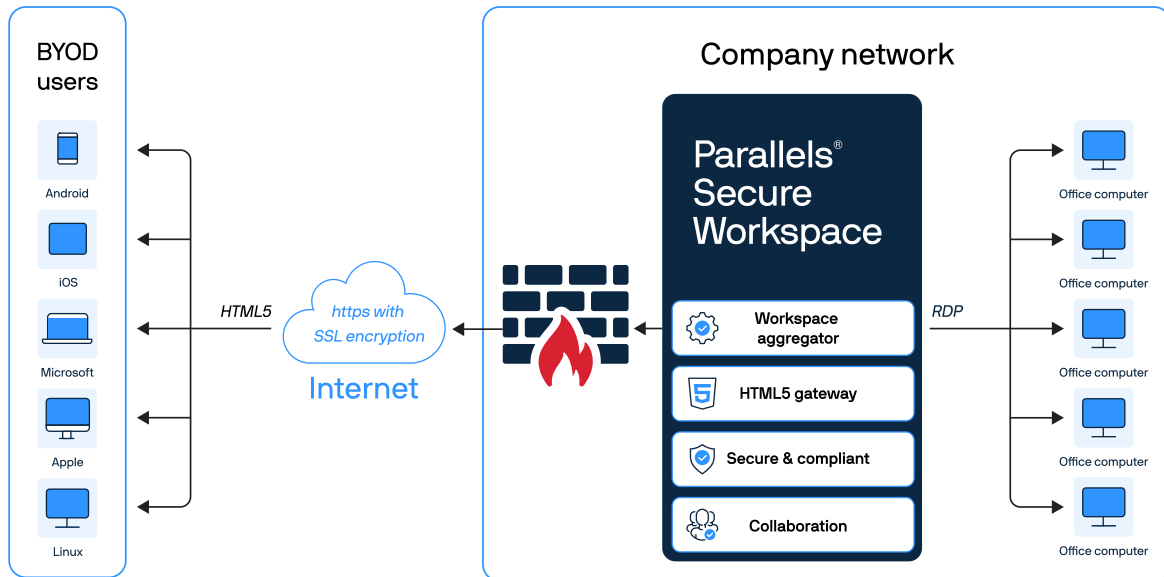 BYOD
users
Android
iOS
Microsoft
Apple
Linux
HTML5
https with
SSL encryption
Internet
Company network
Parallels®
Secure
Workspace
Workspace
aggregator
HTML5 gateway
Secure & compliant
Collaboration
RDP
Office computer
Office computer
Office computer
Office computer
Office computer